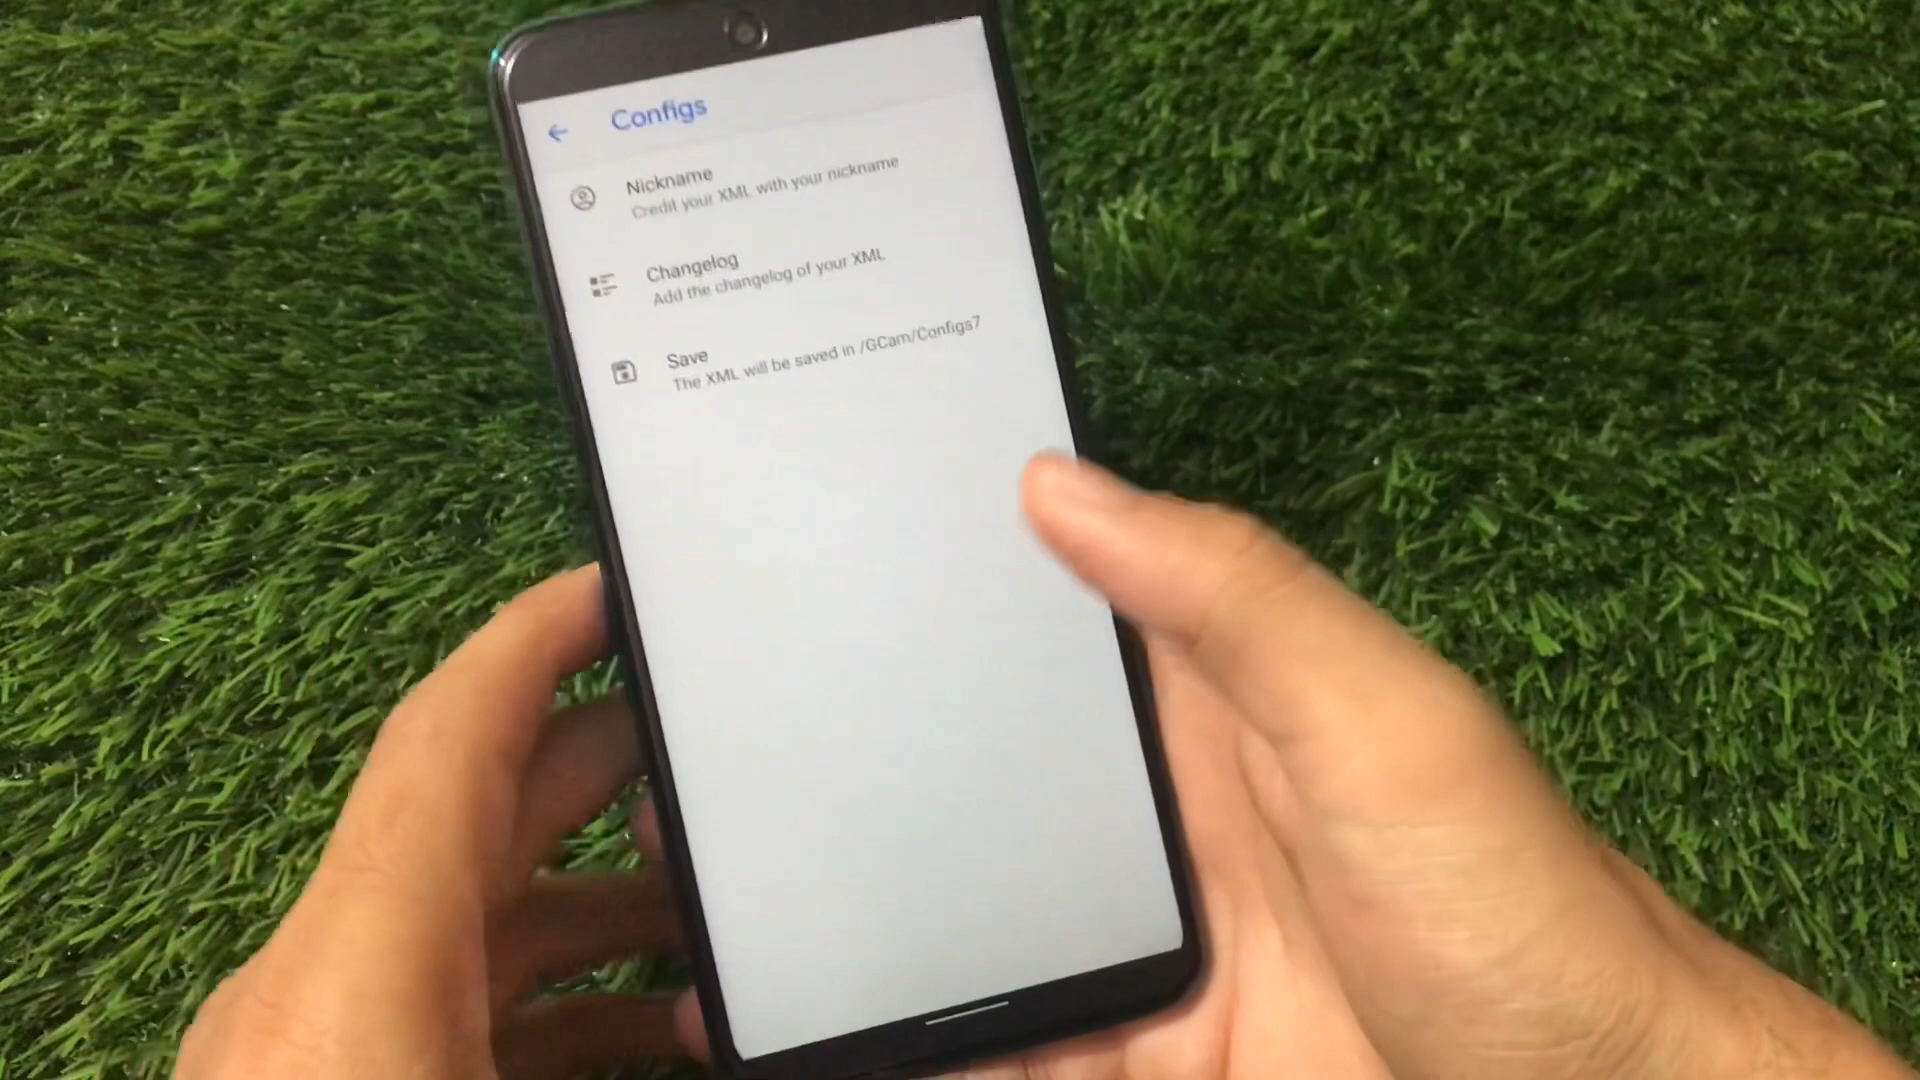 Configs
Nickname
Credit your XML with your nickname
Changelog
Add the changelog of your XML
Save
The XML will be saved in /GCam/Configs7